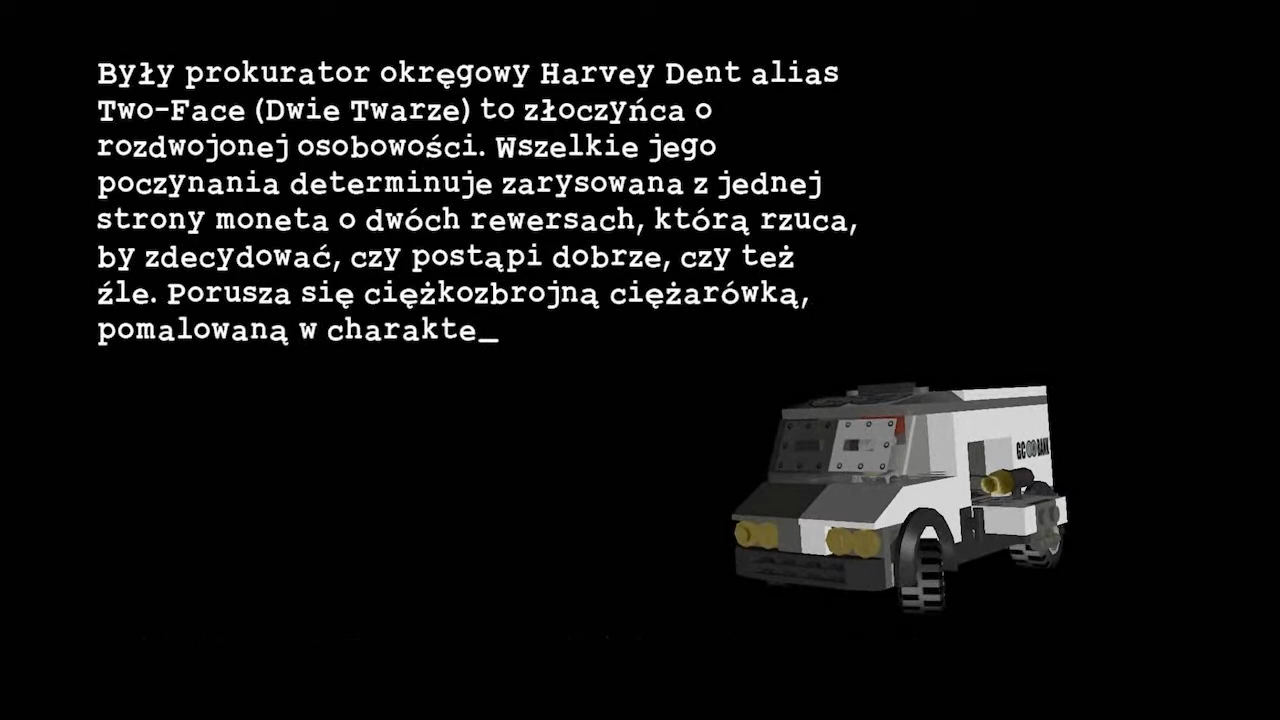 Były prokurator okręgowy Harvey Dent alias
Two-Face (Dwie Twarze) to złoczyńca o
rozdwojonej osobowości. Wszelkie jego
poczynania determinuje zarysowana z jednej
strony moneta o dwóch rewersach, którą rzuca,
by zdecydować, czy postąpi dobrze, czy też
źle. Porusza się ciężkozbrojną ciężarówką,
pomalowaną w charakte_
GC BANK